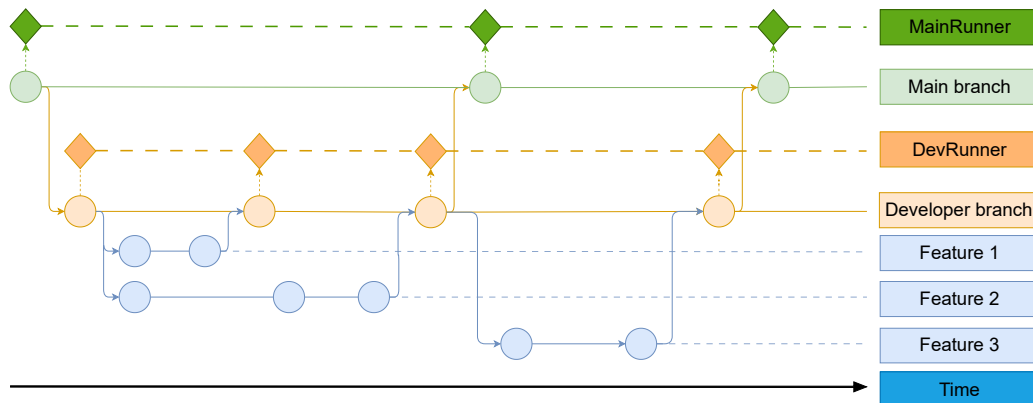 MainRunner
Main branch
DevRunner
Developer branch
Feature 1
Feature 2
Feature 3
Time